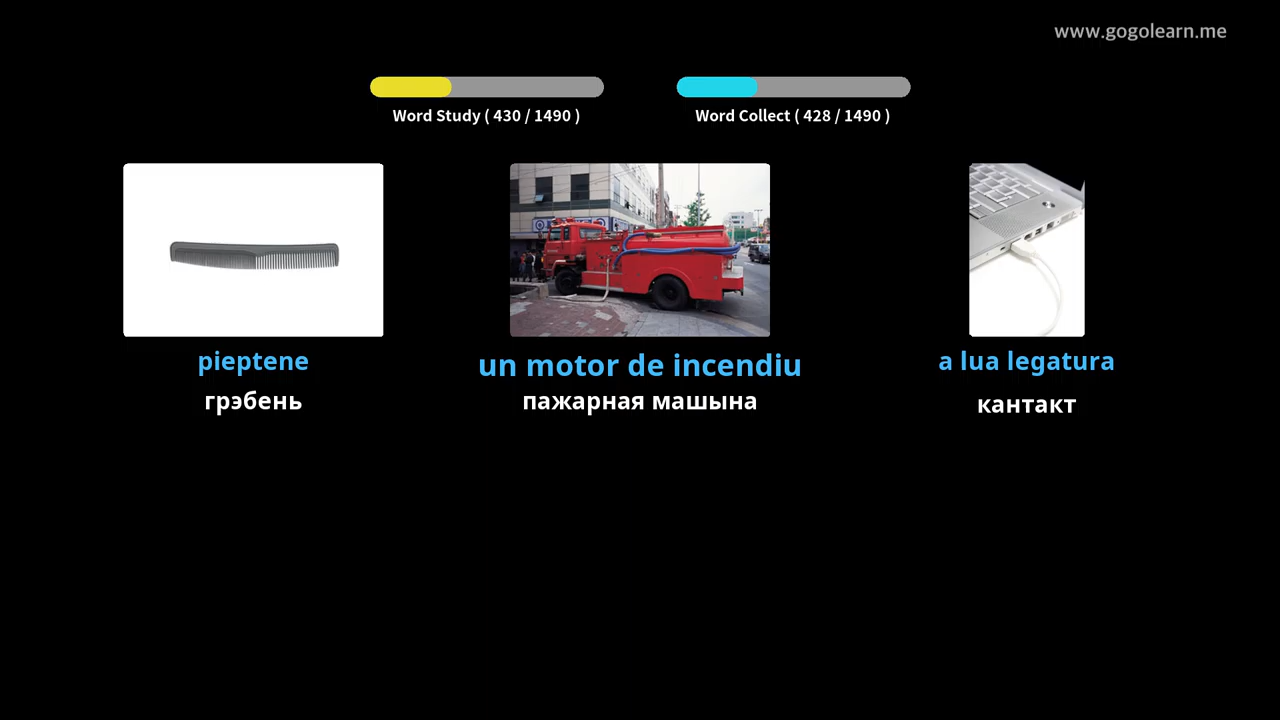 www.gogolearn.me
Word Study ( 430 / 1490 )
Word Collect ( 428 / 1490 )
pieptene
un motor de incendiu
a lua legatura
грэбень
пажарная машына
кантакт